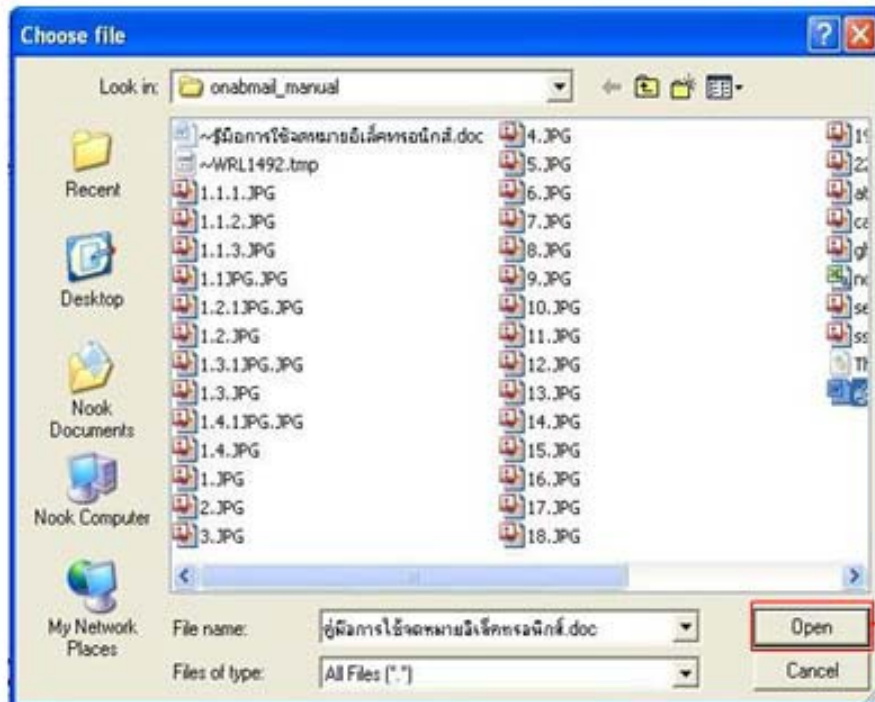 Choose file
Look in:
onabmail_manual
Recent
Desktop
Nook
Documents
Nook Computer
My Network
Places
~$มือการใช้จดหมายอิเล็คทรอนิกส์.doc
~WRL1492.tmp
1.1.1.JPG
1.1.2.JPG
1.1.3.JPG
1.1JPG.JPG
1.2.1JPG.JPG
1.2.JPG
1.3.1JPG.JPG
1.3.JPG
1.4.1JPG.JPG
1.4.JPG
1.JPG
2.JPG
3.JPG
4.JPG
5.JPG
6.JPG
7.JPG
8.JPG
9.JPG
10.JPG
11.JPG
12.JPG
13.JPG
14.JPG
15.JPG
16.JPG
17.JPG
18.JPG
19
22
se
ss
Th
File name:
คู่มือการใช้จดหมายอิเล็คทรอนิกส์.doc
Open
Files of type:
All Files (*.*)
Cancel